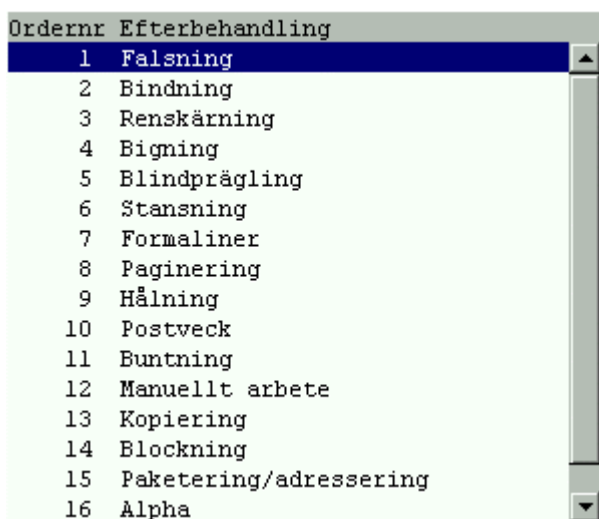 Ordernr Efterbehandling
1 Falsning
2 Bindning
3 Renskärning
4 Bigning
5 Blindprägling
6 Stansning
7 Formaliner
8 Paginering
9 Hålning
10 Postveck
11 Buntning
12 Manuellt arbete
13 Kopiering
14 Blockning
15 Paketering/adressering
16 Alpha